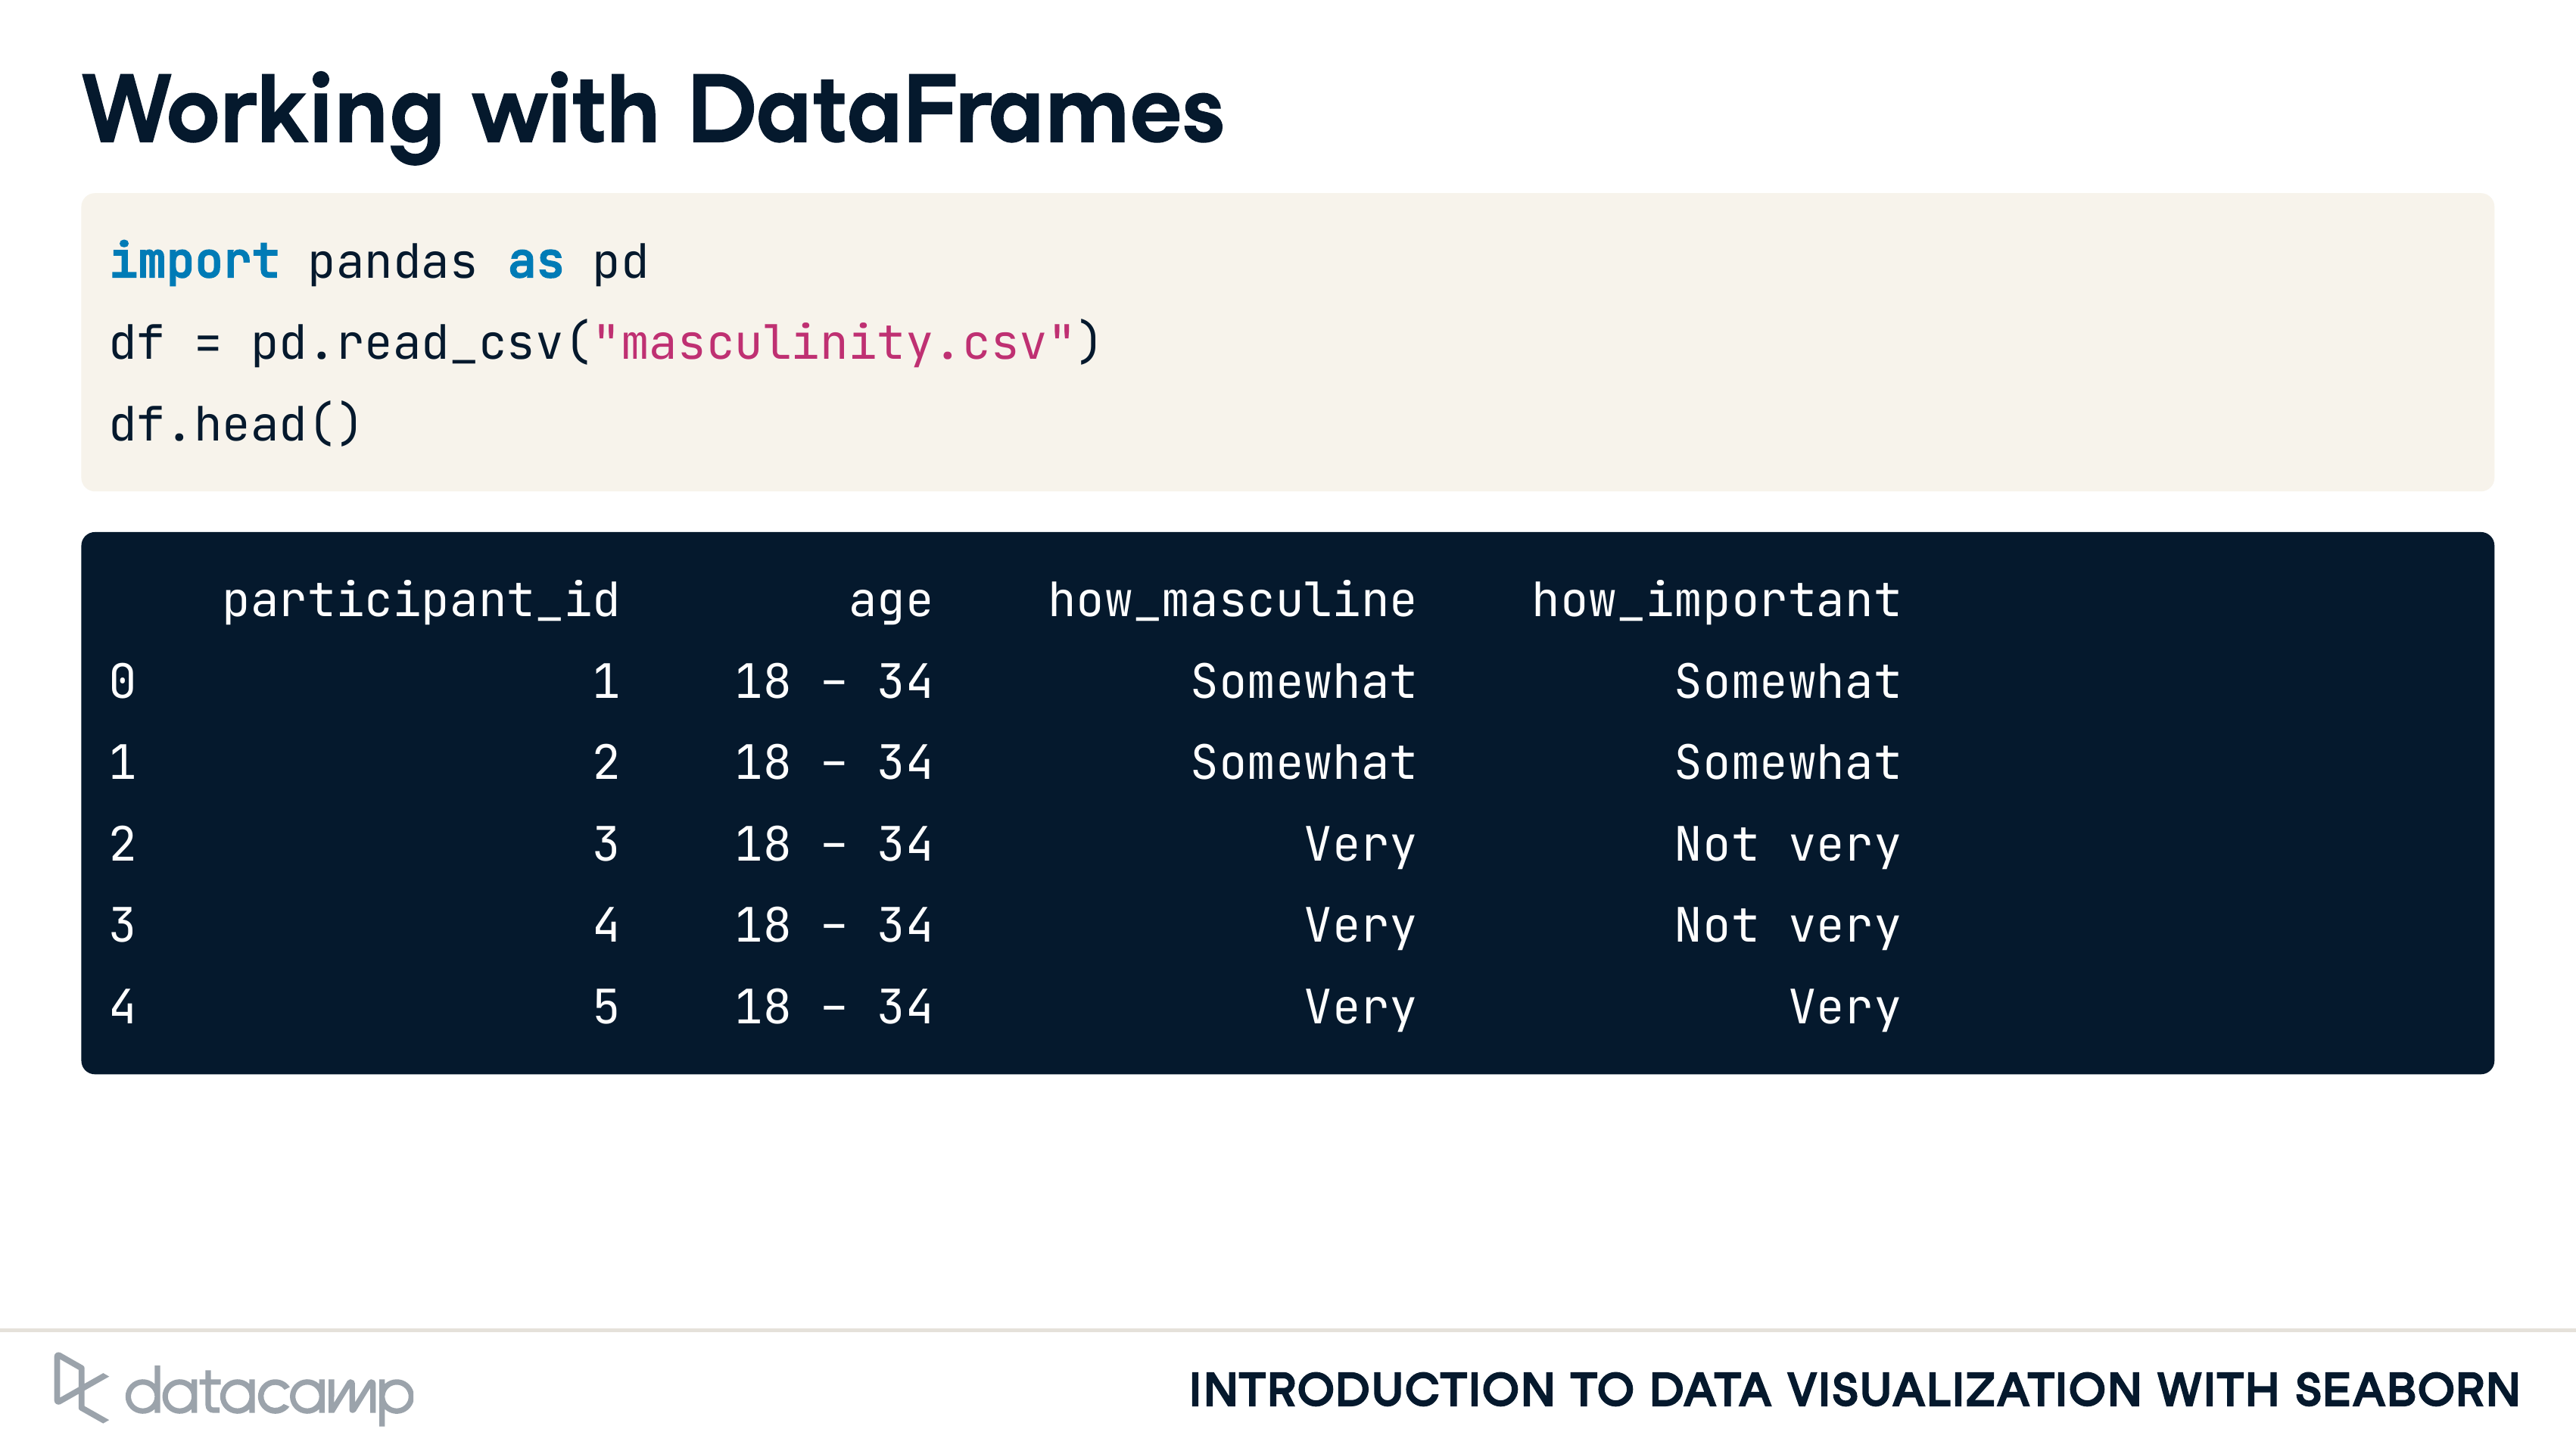 Working with DataFrames
import pandas as pd
df = pd.read_csv("masculinity.csv")
df.head()
participant_id age how_masculine how_important
0 1 18 - 34 Somewhat Somewhat
1 2 18 - 34 Somewhat Somewhat
2 3 18 - 34 Very Not very
3 4 18 - 34 Very Not very
4 5 18 - 34 Very Very
datacamp
INTRODUCTION TO DATA VISUALIZATION WITH SEABORN